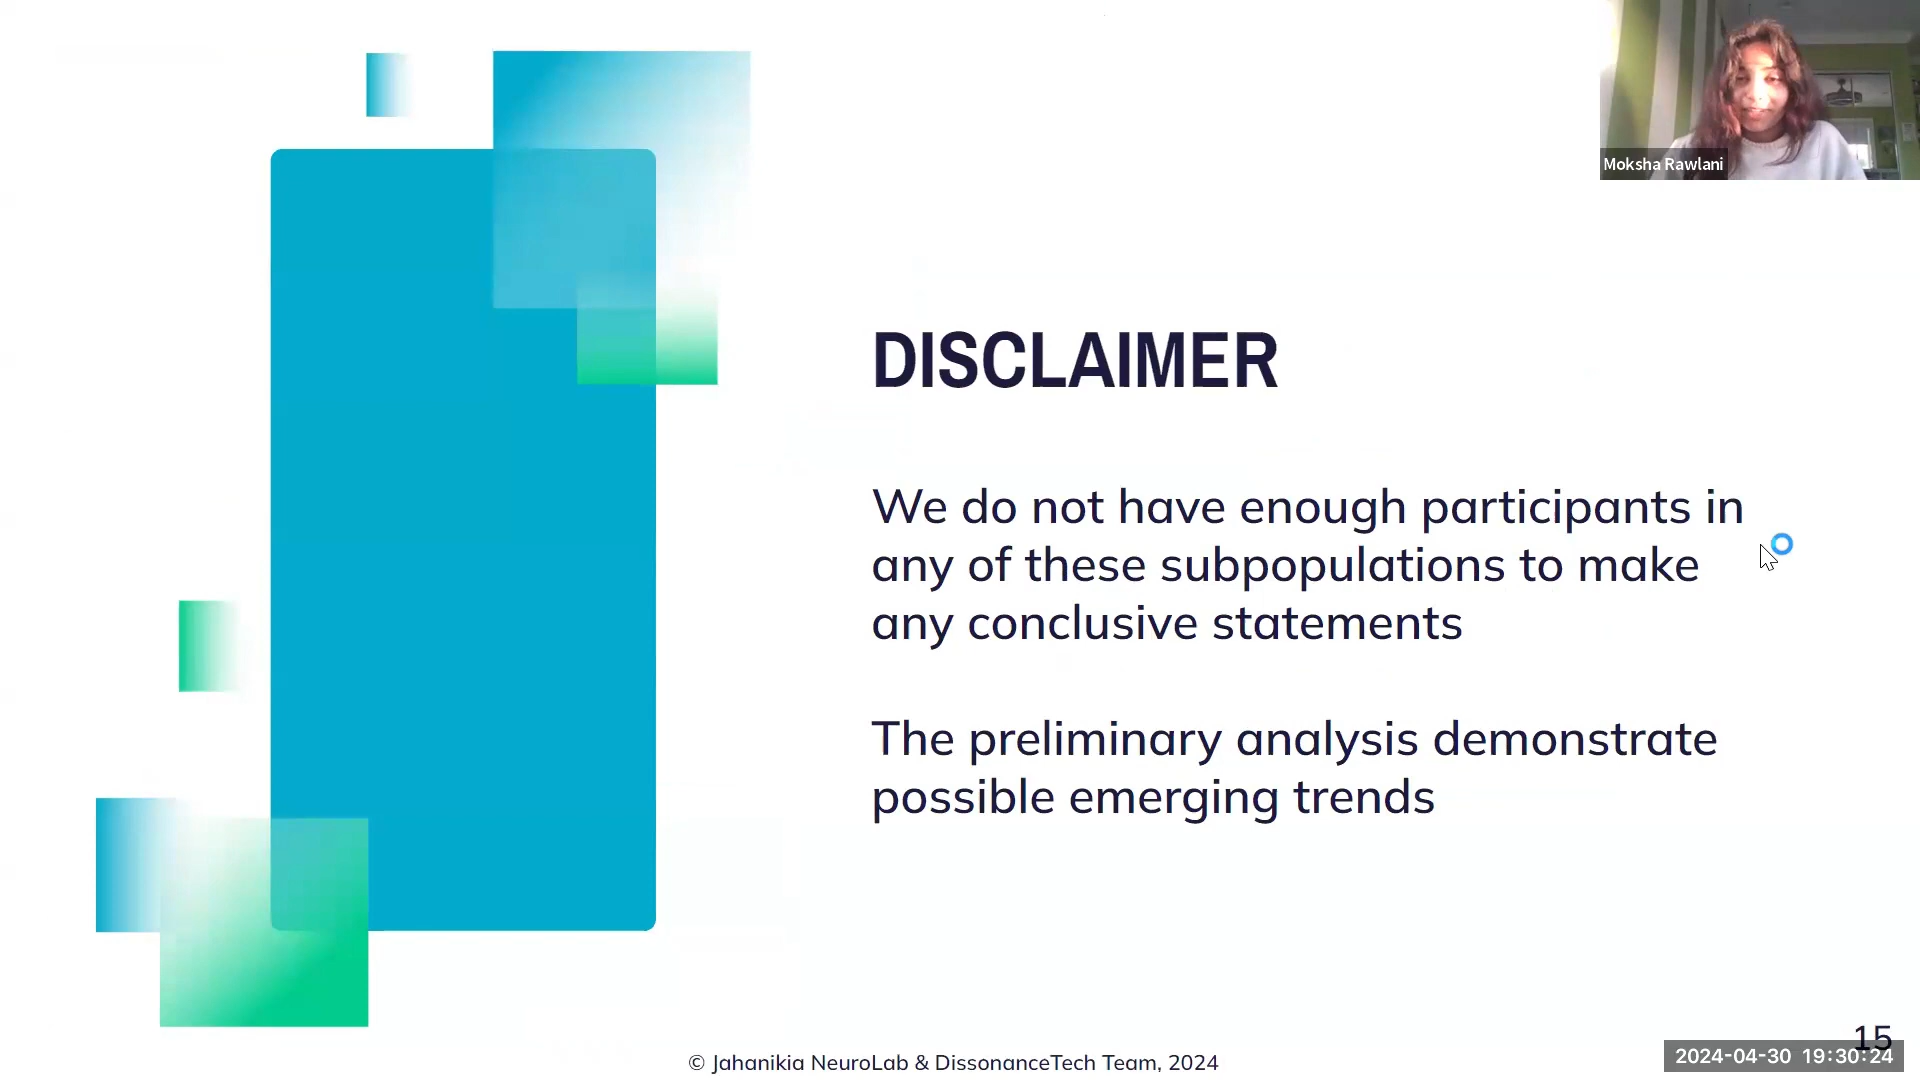 Moksha Rawlani
DISCLAIMER
We do not have enough participants in
any of these subpopulations to make
any conclusive statements
The preliminary analysis demonstrate
possible emerging trends
© Jahanikia NeuroLab & DissonanceTech Team, 2024
15
2024-04-30 19:30:24